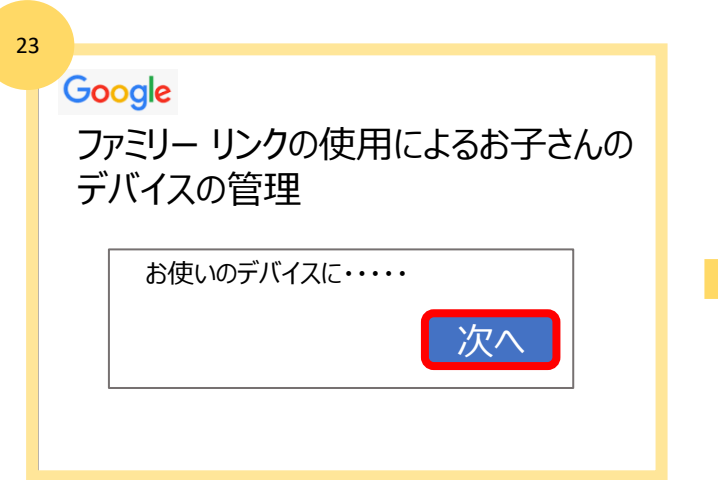 23
Google
ファミリー リンクの使用によるお子さんの
デバイスの管理
お使いのデバイスに・・・・・
次へ